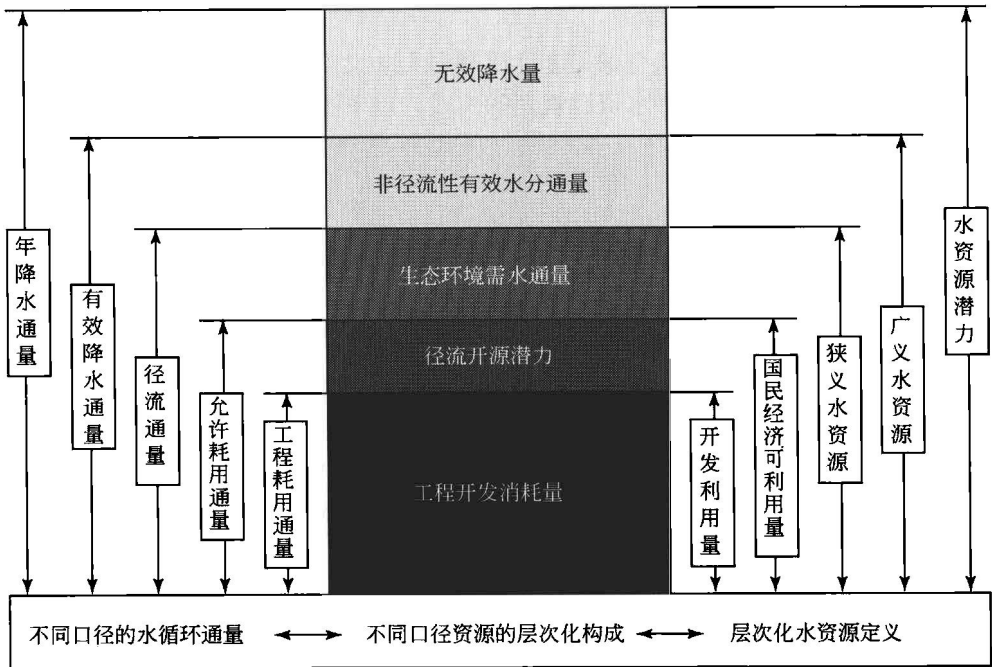 无效降水量
非径流性有效水分通量
生态环境需水通量
径流开源潜力
工程开发消耗量
年降水通量
有效降水通量
径流通量
允许耗用通量
工程耗用通量
开发利用量
国民经济可利用量
狭义水资源
广义水资源
水资源潜力
不同口径的水循环通量 不同口径资源的层次化构成 层次化水资源定义